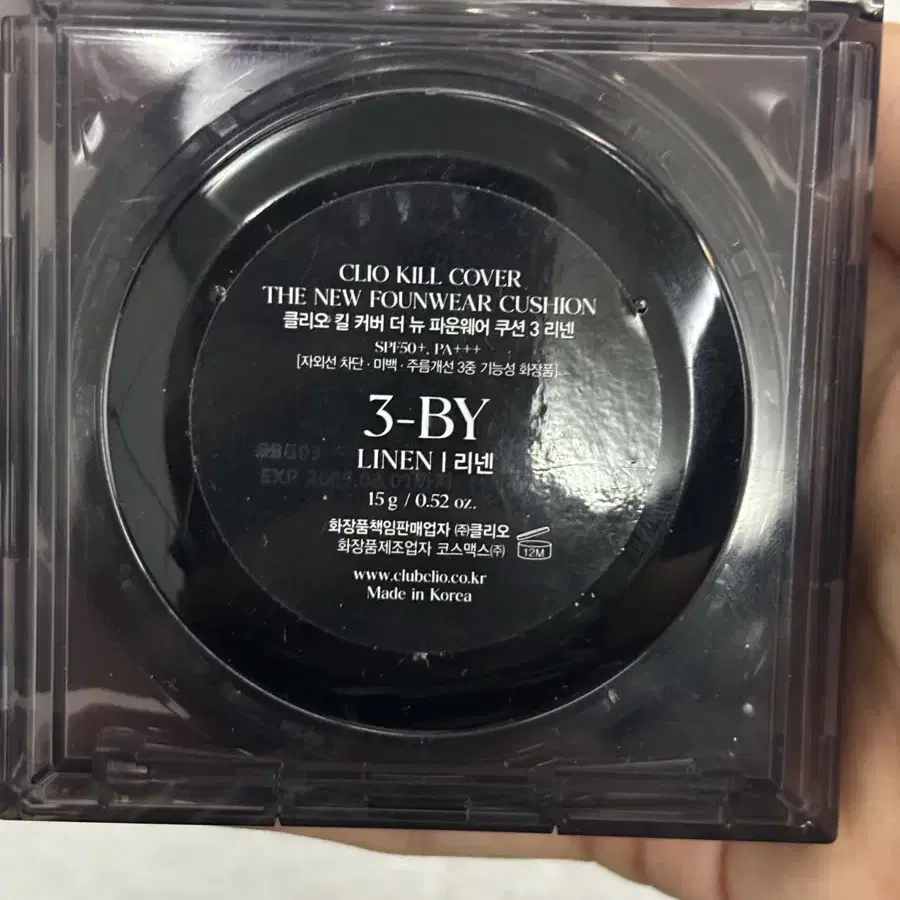 CLIO KILL COVER
THE NEW FOUNWEAR CUSHION
클리오 킬 커버 더 뉴 파운웨어 쿠션 3 리넨
SPF50+, PA+++
[자외선 차단 · 미백 · 주름개선 3중 기능성 화장품]
3-BY
LINEN | 리넨
EXP
15 g / 0.52 oz.
화장품책임판매업자 ㈜클리오
화장품제조업자 코스맥스㈜
12M
www.clubclio.co.kr
Made in Korea